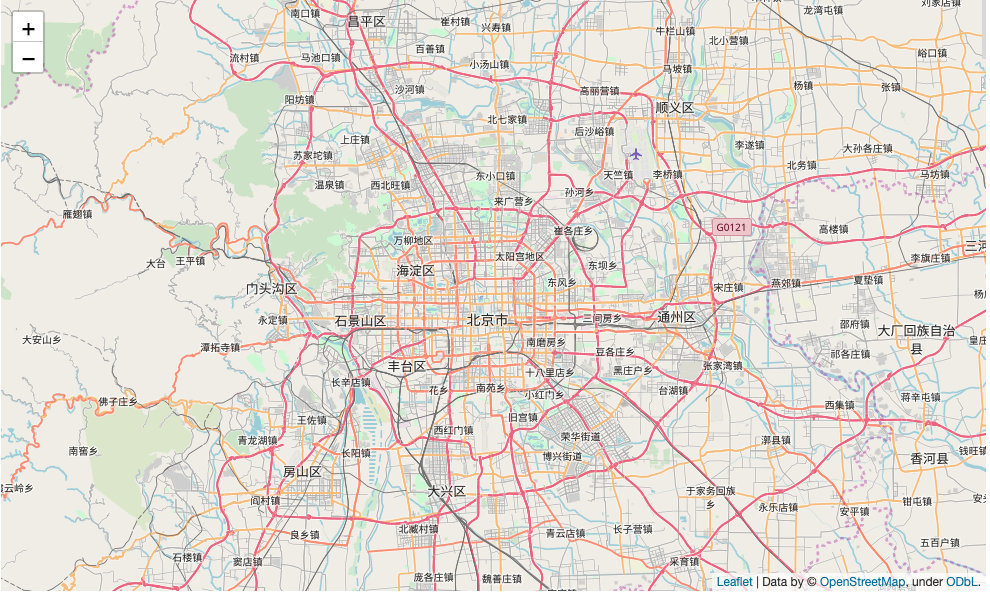 +
−
南口镇
昌平区
崔村镇
兴寿镇
龙湾屯镇
牛栏山镇
北小营镇
峪口镇
流村镇
马池口镇
百善镇
小汤山镇
马坡镇
杨镇
张镇
阳坊镇
沙河镇
高丽营镇
顺义区
北七家镇
后沙峪镇
上庄镇
李遂镇
大孙各庄镇
苏家坨镇
北务镇
温泉镇
西北旺镇
东小口镇
天竺镇
李桥镇
马坊镇
孙河乡
来广营乡
雁翅镇
G0121
高楼镇
崔各庄乡
万柳地区
太阳宫地区
大台
王平镇
海淀区
东坝乡
李旗庄镇
门头沟区
东风乡
宋庄镇
燕郊镇
夏垫镇
永定镇
石景山区
北京市
三间房乡
通州区
邵府镇
大厂回族自治
县
大安山乡
潭拓寺镇
南磨房乡
豆各庄乡
祁各庄镇
丰台区
十八里店乡
黑庄户乡
张家湾镇
长辛店镇
花乡
南苑乡
小红门乡
台湖镇
蒋辛屯镇
佛子庄乡
王佐镇
旧宫镇
西集镇
西红门镇
荣华街道
青龙湖镇
漷县镇
南窖乡
长阳镇
博兴街道
香河县
钱旺镇
房山区
大兴区
于家务回族
乡
阎村镇
永乐店镇
安平镇
钳屯镇
北臧村镇
青云店镇
长子营镇
良乡镇
五百户镇
石楼镇
窦店镇
采育镇
庞各庄镇
魏善庄镇
Leaflet | Data by © OpenStreetMap, under ODbL.